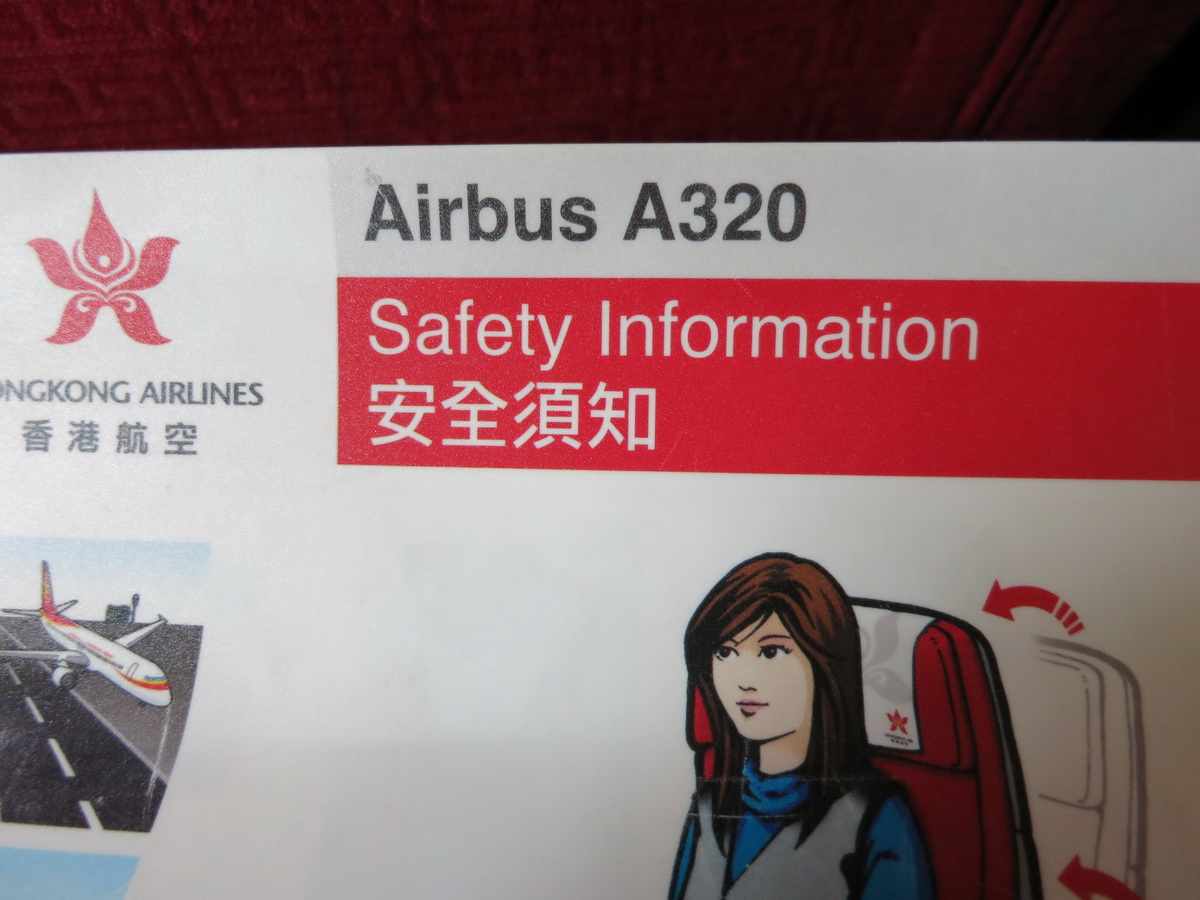 Airbus A320
Safety Information
安全須知
ONGKONG AIRLINES
香港航空